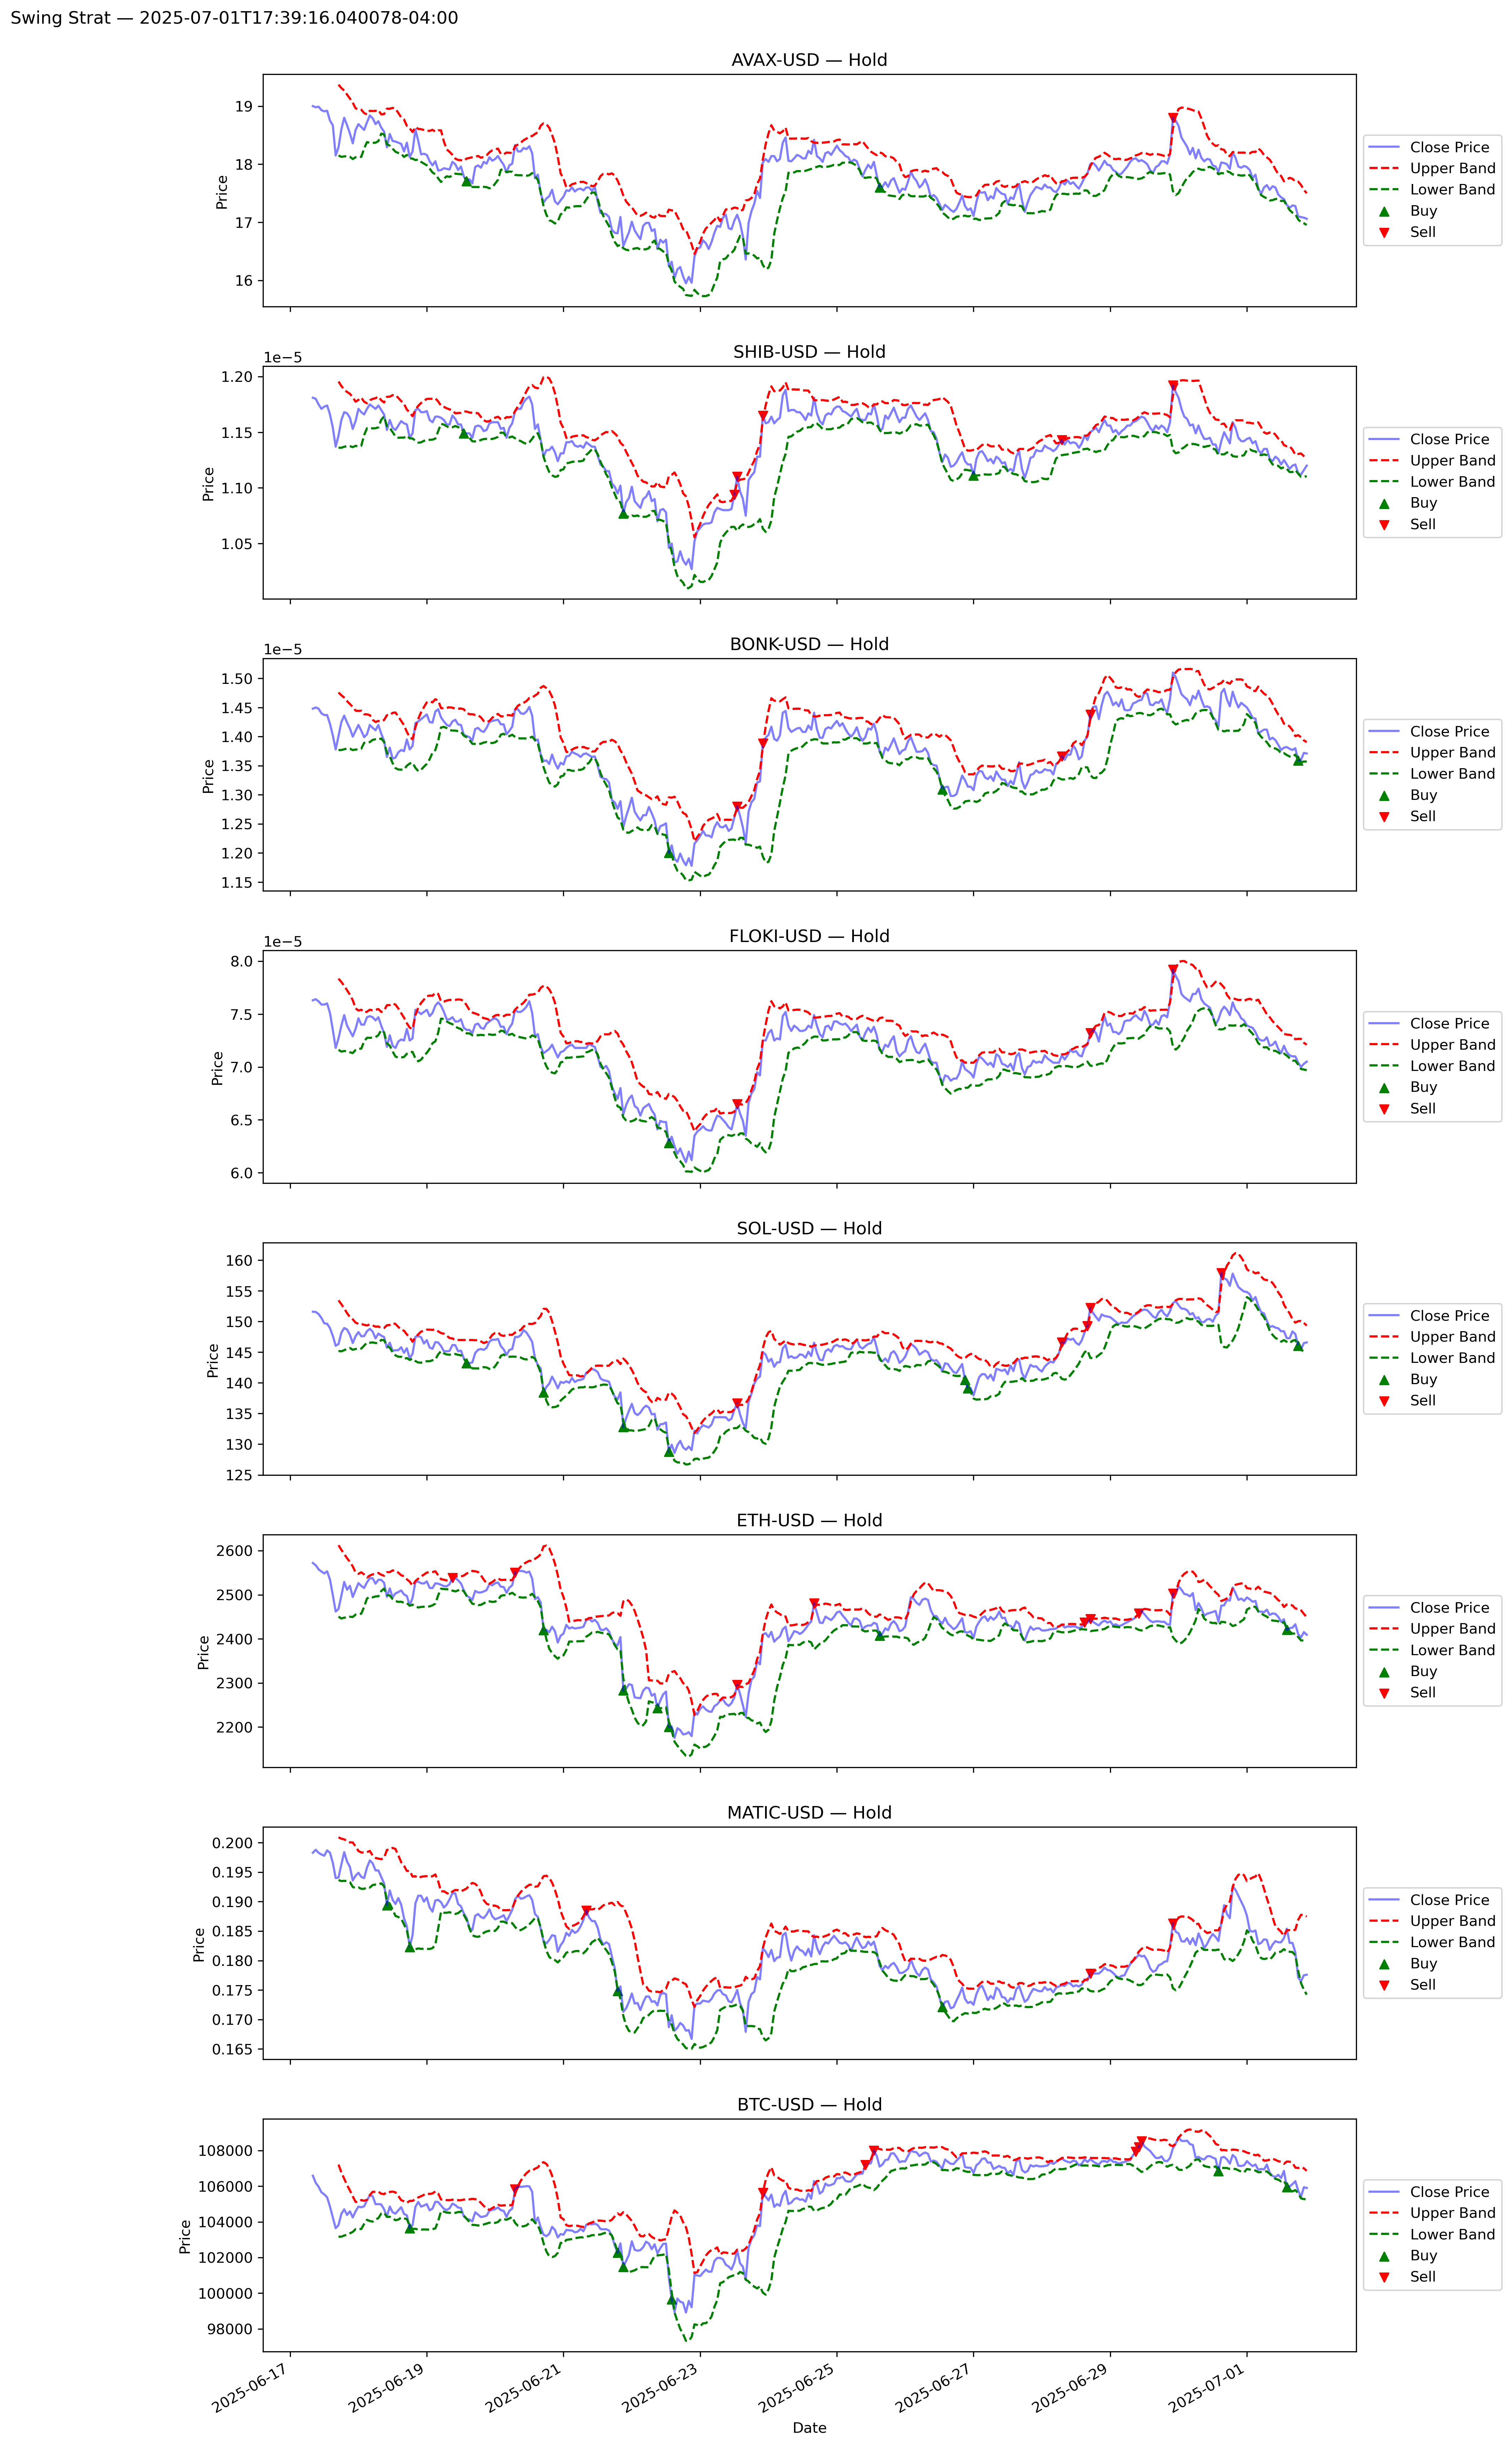 Swing Strat — 2025-07-01T17:39:16.040078-04:00
AVAX-USD — Hold
19
18
17
16
Price
Close Price
Upper Band
Lower Band
Buy
Sell
SHIB-USD — Hold
1e−5
1.20
1.15
1.10
1.05
Price
Close Price
Upper Band
Lower Band
Buy
Sell
BONK-USD — Hold
1e−5
1.50
1.45
1.40
1.35
1.30
1.25
1.20
1.15
Price
Close Price
Upper Band
Lower Band
Buy
Sell
FLOKI-USD — Hold
1e−5
8.0
7.5
7.0
6.5
6.0
Price
Close Price
Upper Band
Lower Band
Buy
Sell
SOL-USD — Hold
160
155
150
145
140
135
130
125
Price
Close Price
Upper Band
Lower Band
Buy
Sell
ETH-USD — Hold
2600
2500
2400
2300
2200
Price
Close Price
Upper Band
Lower Band
Buy
Sell
MATIC-USD — Hold
0.200
0.195
0.190
0.185
0.180
0.175
0.170
0.165
Price
Close Price
Upper Band
Lower Band
Buy
Sell
BTC-USD — Hold
108000
106000
104000
102000
100000
98000
Price
Close Price
Upper Band
Lower Band
Buy
Sell
2025-06-17
2025-06-19
2025-06-21
2025-06-23
2025-06-25
2025-06-27
2025-06-29
2025-07-01
Date